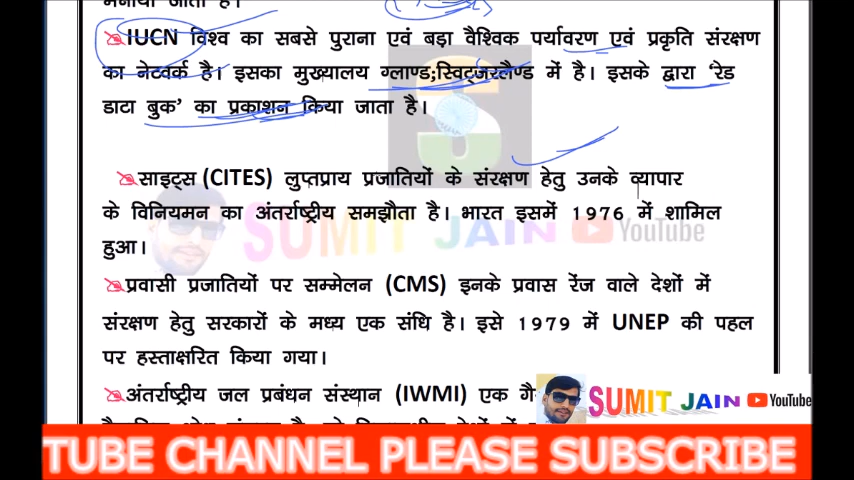 मनाया जाता है।
IUCN विश्व का सबसे पुराना एवं बड़ा वैश्विक पर्यावरण एवं प्रकृति संरक्षण
का नेटवर्क है। इसका मुख्यालय ग्लाण्ड;स्विट्जरलैण्ड में है। इसके द्वारा ‘रेड
डाटा बुक’ का प्रकाशन किया जाता है।
साइट्स (CITES) लुप्तप्राय प्रजातियों के संरक्षण हेतु उनके व्यापार
के विनियमन का अंतर्राष्ट्रीय समझौता है। भारत इसमें 1976 में शामिल
हुआ।
SUMIT JAIN YouTube
प्रवासी प्रजातियों पर सम्मेलन (CMS) इनके प्रवास रेंज वाले देशों में
संरक्षण हेतु सरकारों के मध्य एक संधि है। इसे 1979 में UNEP की पहल
पर हस्ताक्षरित किया गया।
अंतर्राष्ट्रीय जल प्रबंधन संस्थान (IWMI) एक
SUMIT JAIN YouTube
TUBE CHANNEL PLEASE SUBSCRIBE